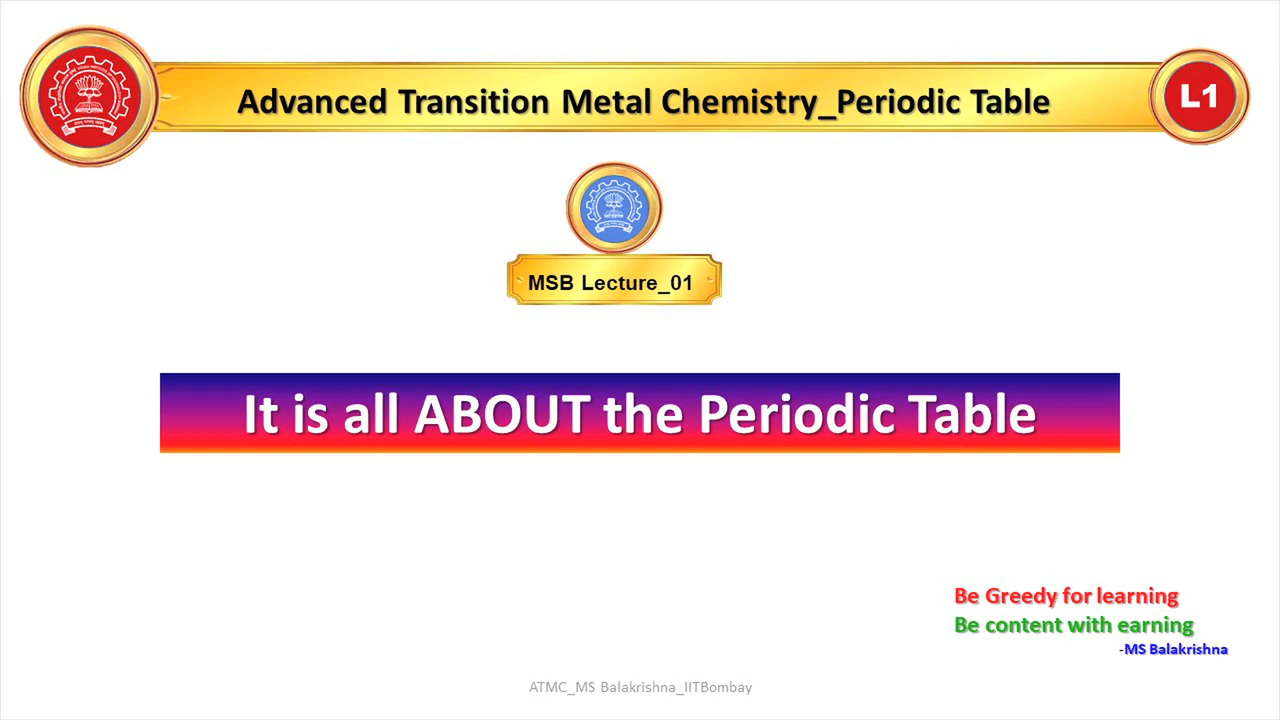 Advanced Transition Metal Chemistry_Periodic Table
L1
MSB Lecture_01
It is all ABOUT the Periodic Table
Be Greedy for learning
Be content with earning
-MS Balakrishna
ATMC_MS Balakrishna_IITBombay